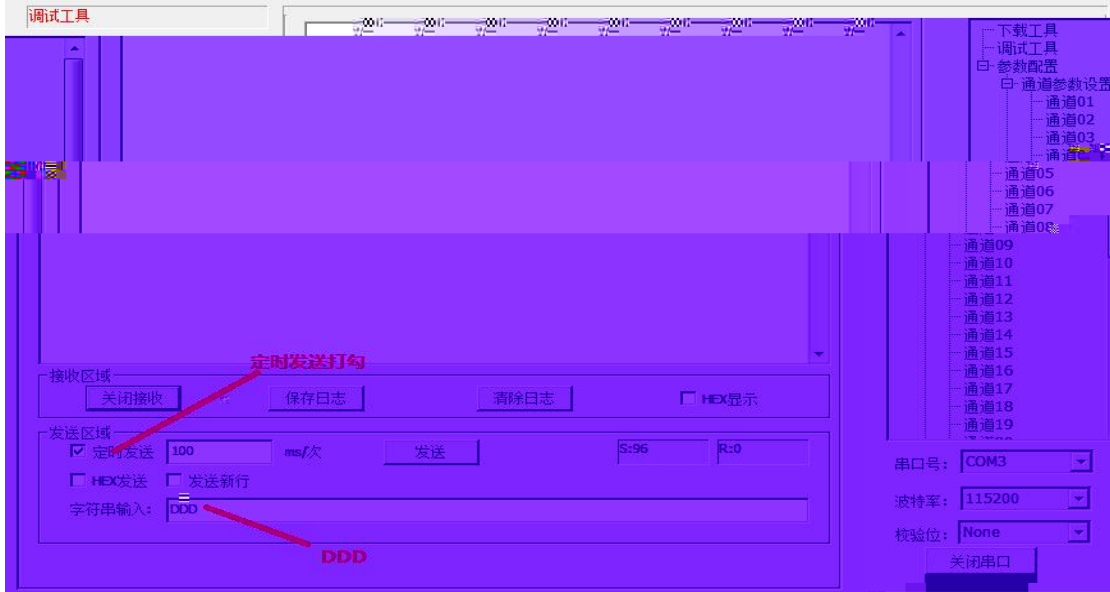 调试工具
下载工具
调试工具
参数配置
通道参数设置
通道01
通道02
通道03
通道
通道05
通道06
通道07
通道08
通道09
通道10
通道11
通道12
通道13
通道14
通道15
通道16
通道17
通道18
通道19
定时发送打勾
接收区域
关闭接收
保存日志
清除日志
HEX显示
发送区域
定时发送 100 ms/次 发送 S:96 R:0
HEX发送 发送新行
字符串输入: DDD
DDD
串口号: COM3
波特率: 115200
校验位: None
关闭串口